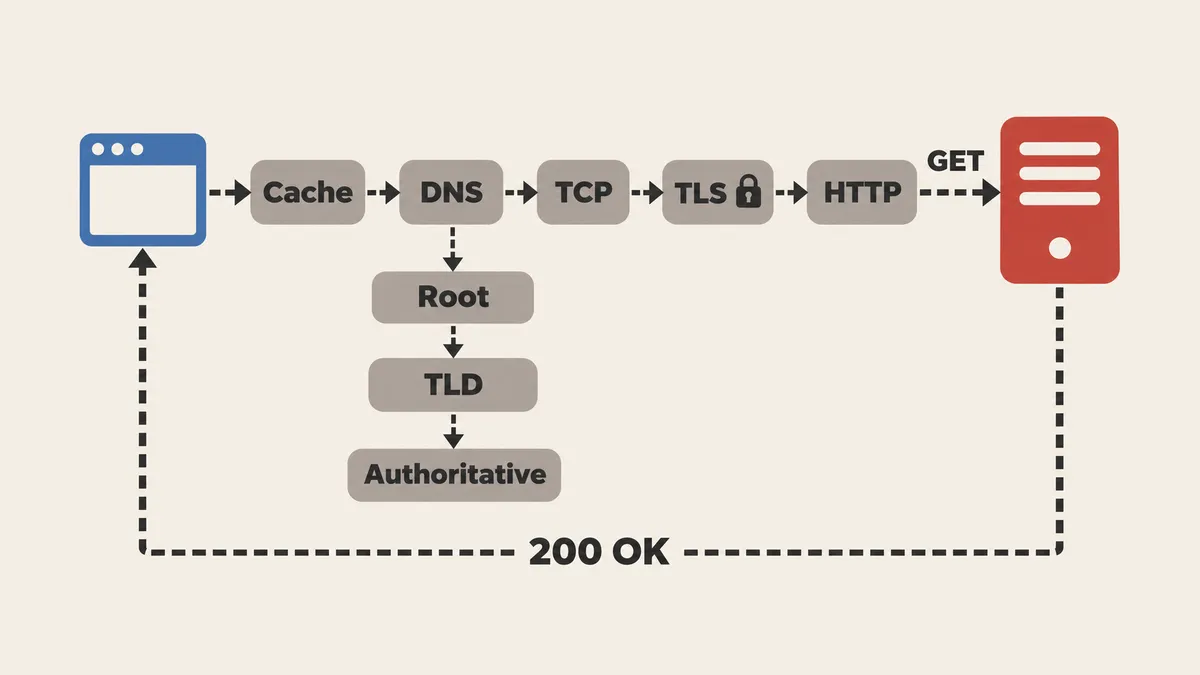 Cache
DNS
TCP
TLS
HTTP
GET
Root
TLD
Authoritative
200 OK